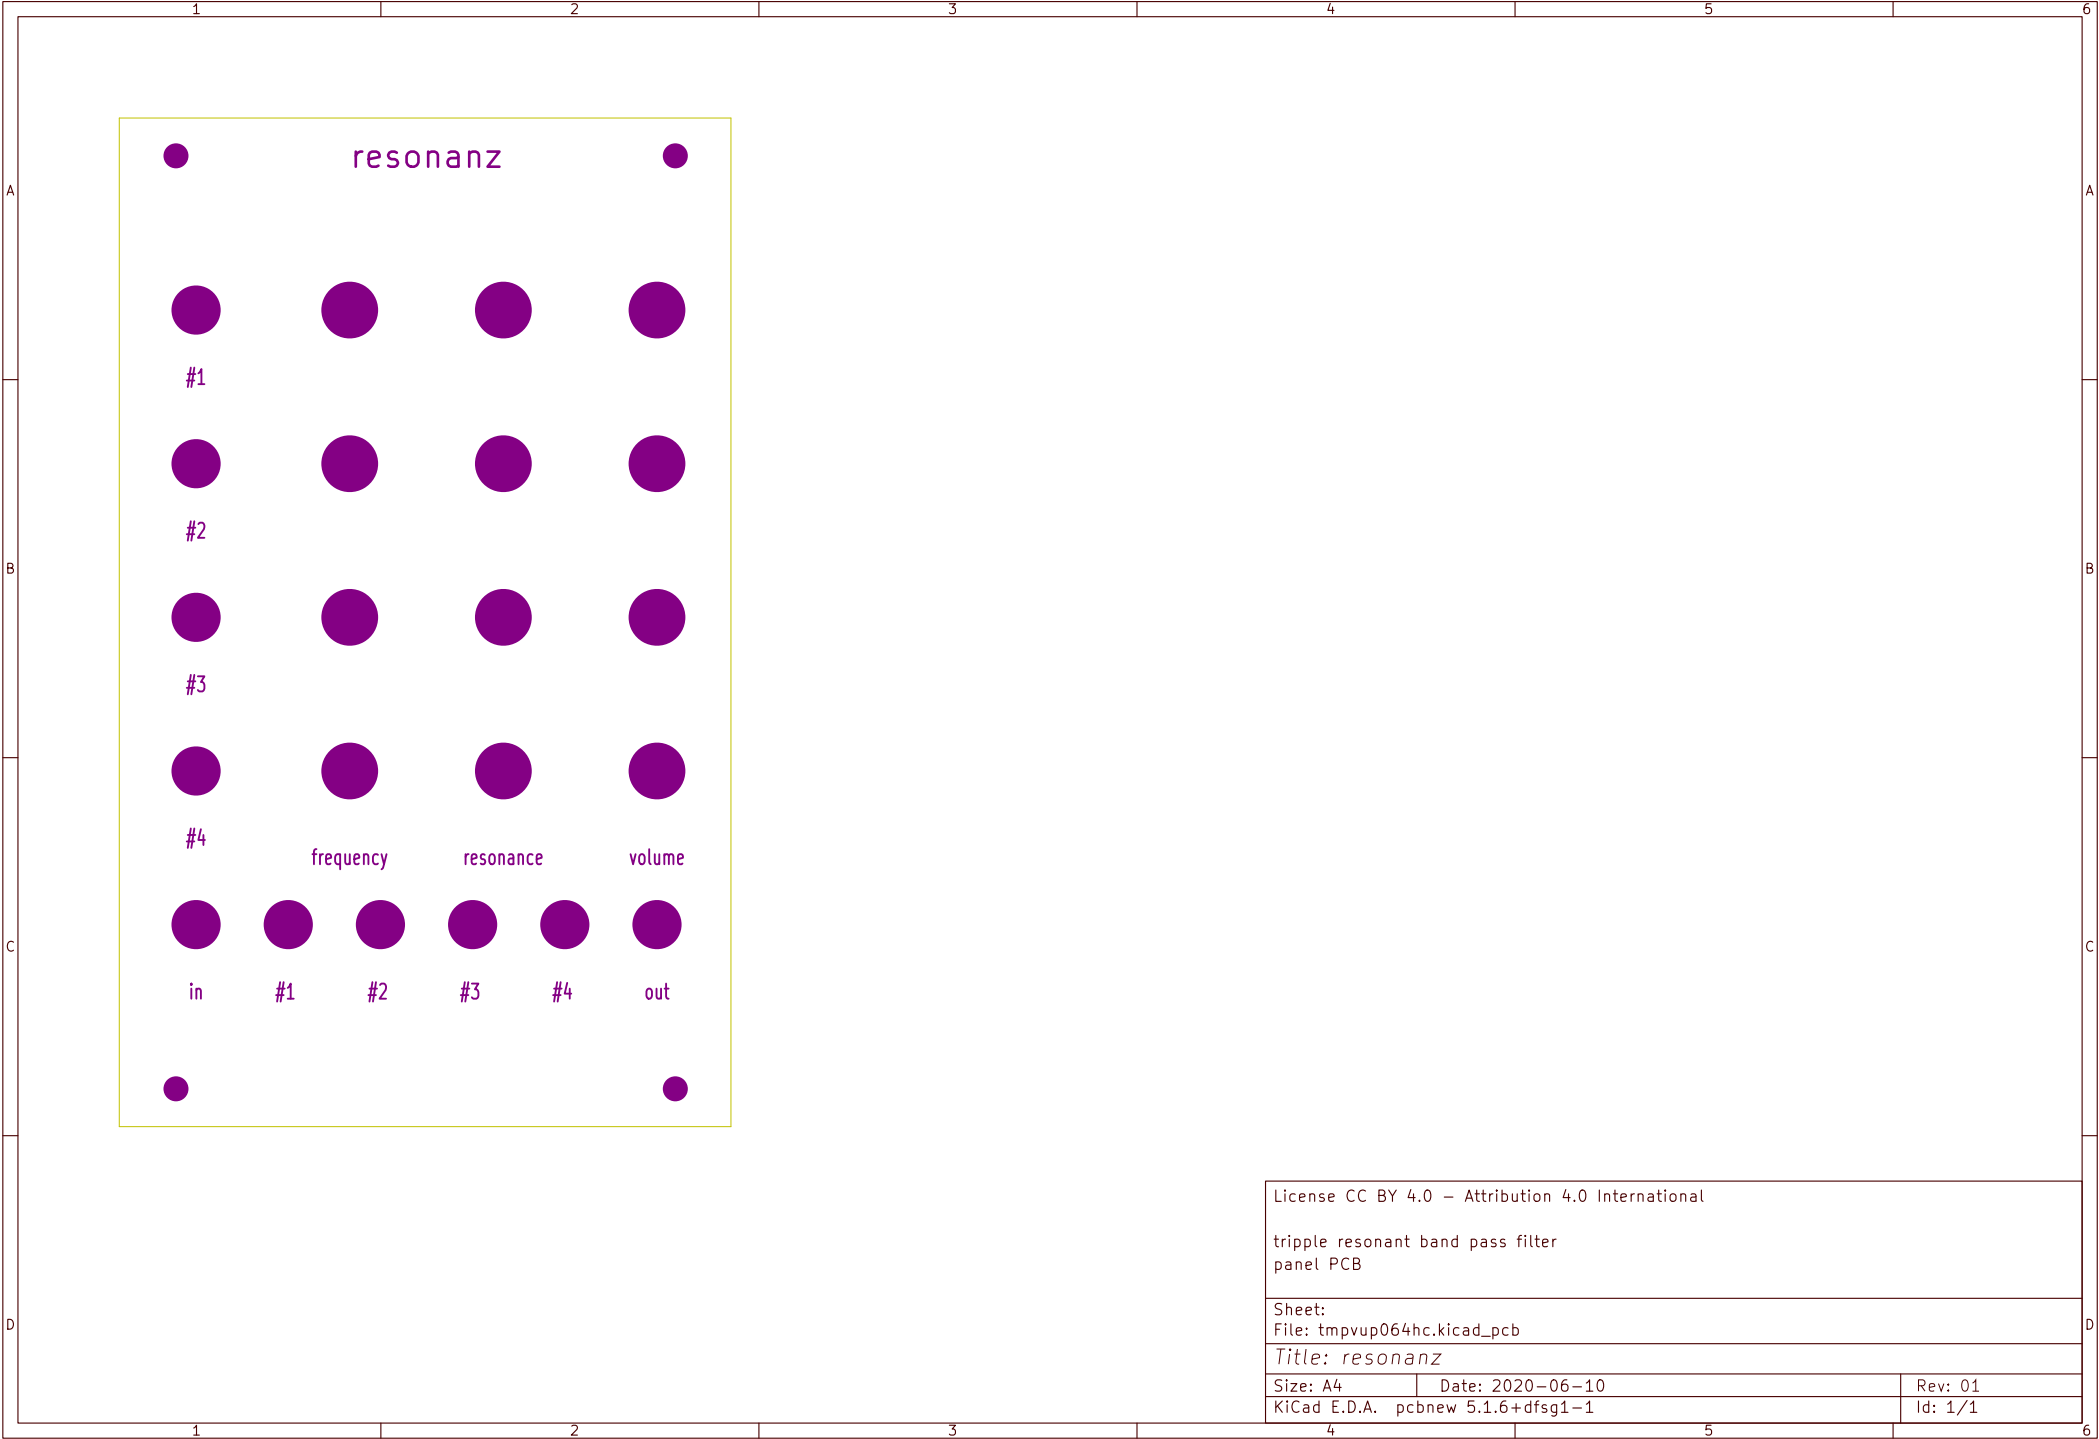 1 2 3 4 5 6
resonanz
A A
#1
#2
B B
#3
#4
frequency resonance volume
C C
in #1 #2 #3 #4 out
License CC BY 4.0 - Attribution 4.0 International
tripple resonant band pass filter
panel PCB
Sheet:
File: tmpvup064hc.kicad_pcb
D D
Title: resonanz
Size: A4 Date: 2020-06-10 Rev: 01
KiCad E.D.A. pcbnew 5.1.6+dfsg1-1 Id: 1/1
1 2 3 4 5 6